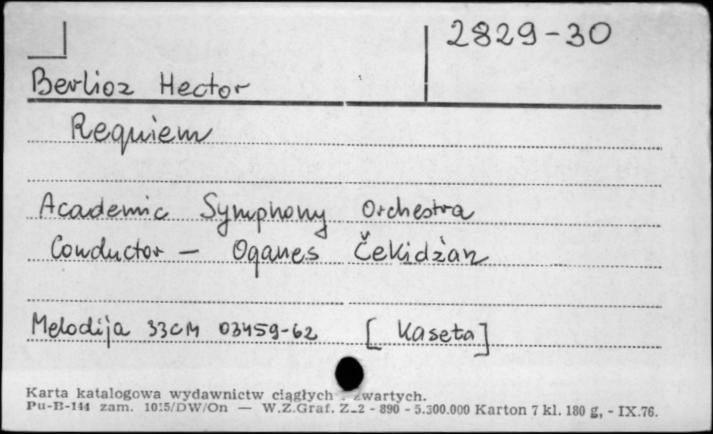 2829-30
Berlioz Hector
Requiem
Academic Symphony Orchestra
Conductor – Oganes Čekidžan
Melodija 33CM 03459-62 [Kaseta]
Karta katalogowa wydawnictw ciągłych i zwartych.
Pu-B-144 zam. 1015/DW/On — W.Z.Graf. Z-2 - 890 - 5.300.000 Karton 7 kl. 180 g, - IX.76.